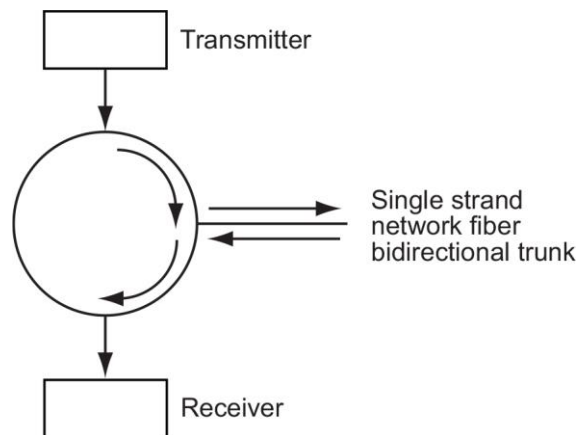 Transmitter
Single strand
network fiber
bidirectional trunk
Receiver